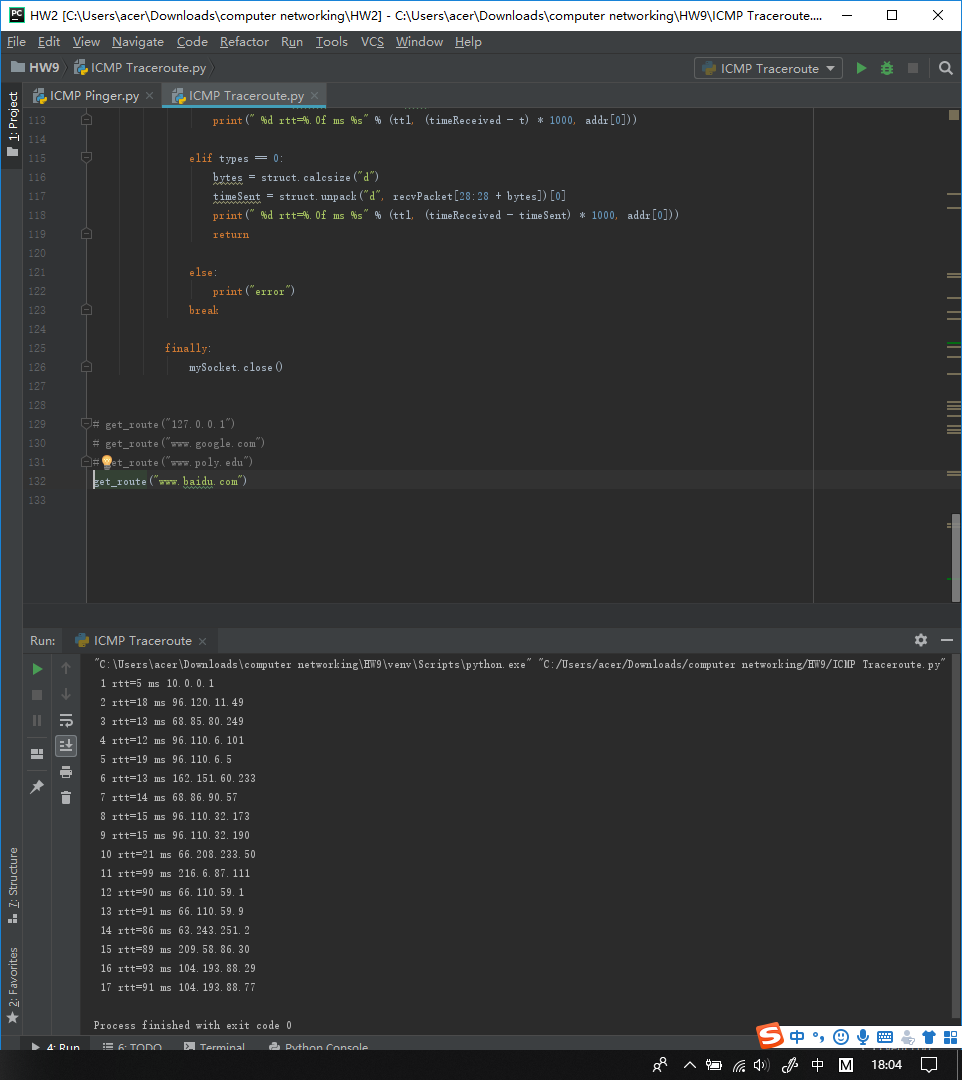 HW2 [C:\Users\acer\Downloads\computer networking\HW2] - C:\Users\acer\Downloads\computer networking\HW9\ICMP Traceroute....
File Edit View Navigate Code Refactor Run Tools VCS Window Help
HW9 ICMP Traceroute.py ICMP Traceroute
ICMP Pinger.py ICMP Traceroute.py
1: Project
113 print(" %d rtt=%.0f ms %s" % (ttl, (timeReceived - t) * 1000, addr[0]))
114
115 elif types == 0:
116 bytes = struct.calcsize("d")
117 timeSent = struct.unpack("d", recvPacket[28:28 + bytes])[0]
118 print(" %d rtt=%.0f ms %s" % (ttl, (timeReceived - timeSent) * 1000, addr[0]))
119 return
120
121 else:
122 print("error")
123 break
124
125 finally:
126 mySocket.close()
127
128
129 # get_route("127.0.0.1")
130 # get_route("www.google.com")
131 # get_route("www.poly.edu")
132 get_route("www.baidu.com")
133
Run: ICMP Traceroute
"C:\Users\acer\Downloads\computer networking\HW9\venv\Scripts\python.exe" "C:/Users/acer/Downloads/computer networking/HW9/ICMP Traceroute.py"
1 rtt=5 ms 10.0.0.1
2 rtt=18 ms 96.120.11.49
3 rtt=13 ms 68.85.80.249
4 rtt=12 ms 96.110.6.101
5 rtt=19 ms 96.110.6.5
6 rtt=13 ms 162.151.60.233
7 rtt=14 ms 68.86.90.57
8 rtt=15 ms 96.110.32.173
9 rtt=15 ms 96.110.32.190
10 rtt=21 ms 66.208.233.50
11 rtt=99 ms 216.6.87.111
12 rtt=90 ms 66.110.59.1
13 rtt=91 ms 66.110.59.9
14 rtt=86 ms 63.243.251.2
15 rtt=89 ms 209.58.86.30
16 rtt=93 ms 104.193.88.29
17 rtt=91 ms 104.193.88.77
Process finished with exit code 0
7: Structure
2: Favorites
4: Run 6: TODO Terminal Python Console
S 中
中 M 18:04